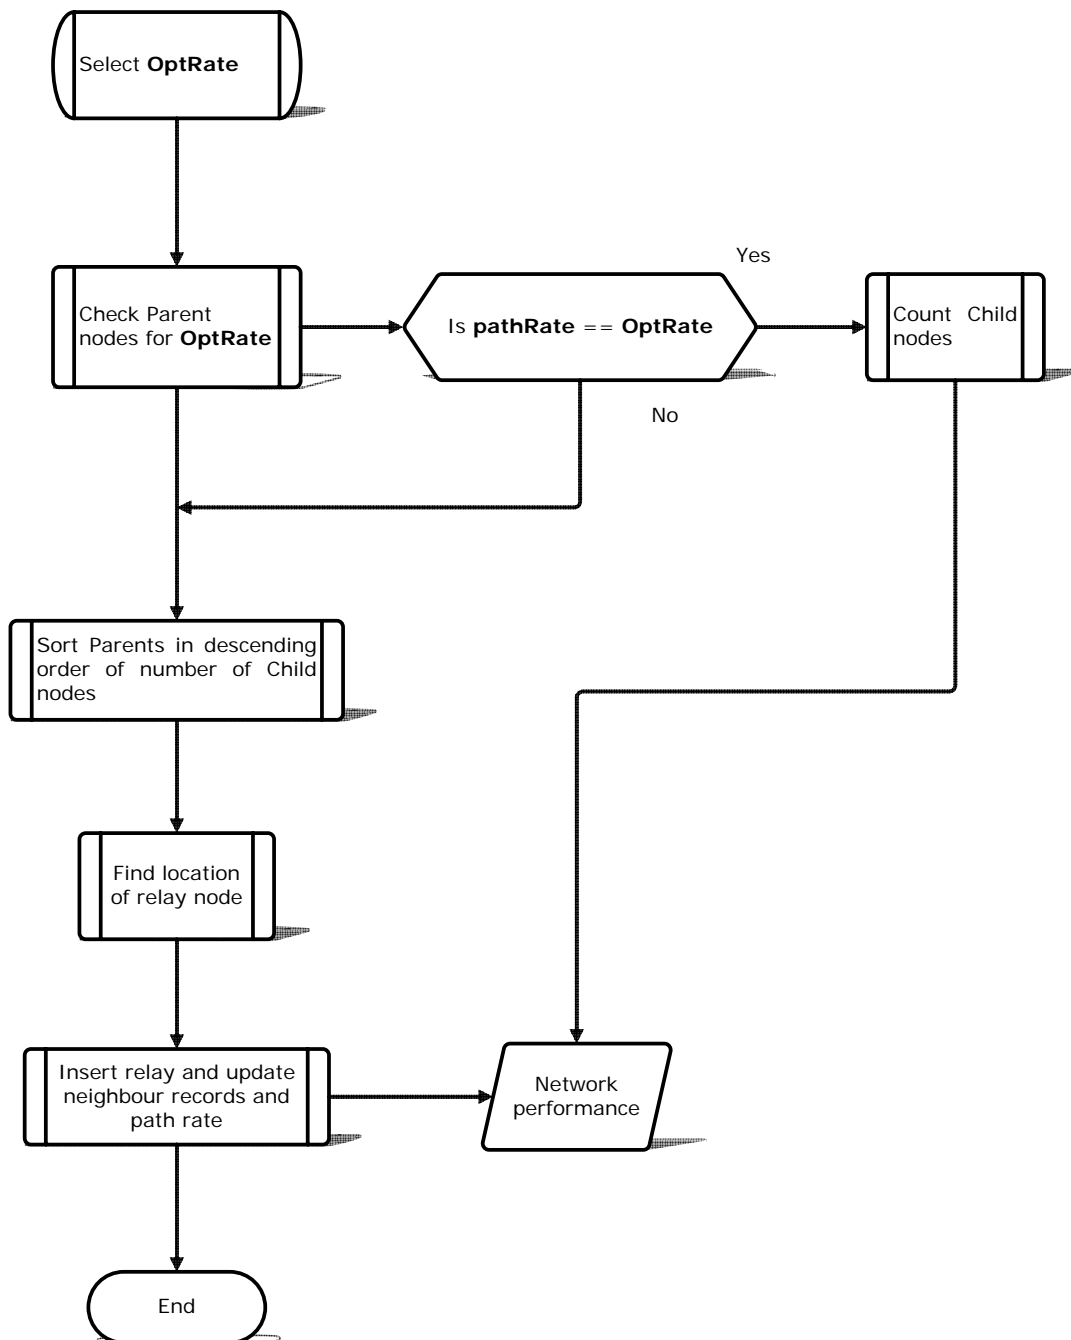 Select OptRate
Check Parent
nodes for OptRate
Is pathRate == OptRate
Yes
Count Child
nodes
No
Sort Parents in descending
order of number of Child
nodes
Find location
of relay node
Insert relay and update
neighbour records and
path rate
Network
performance
End